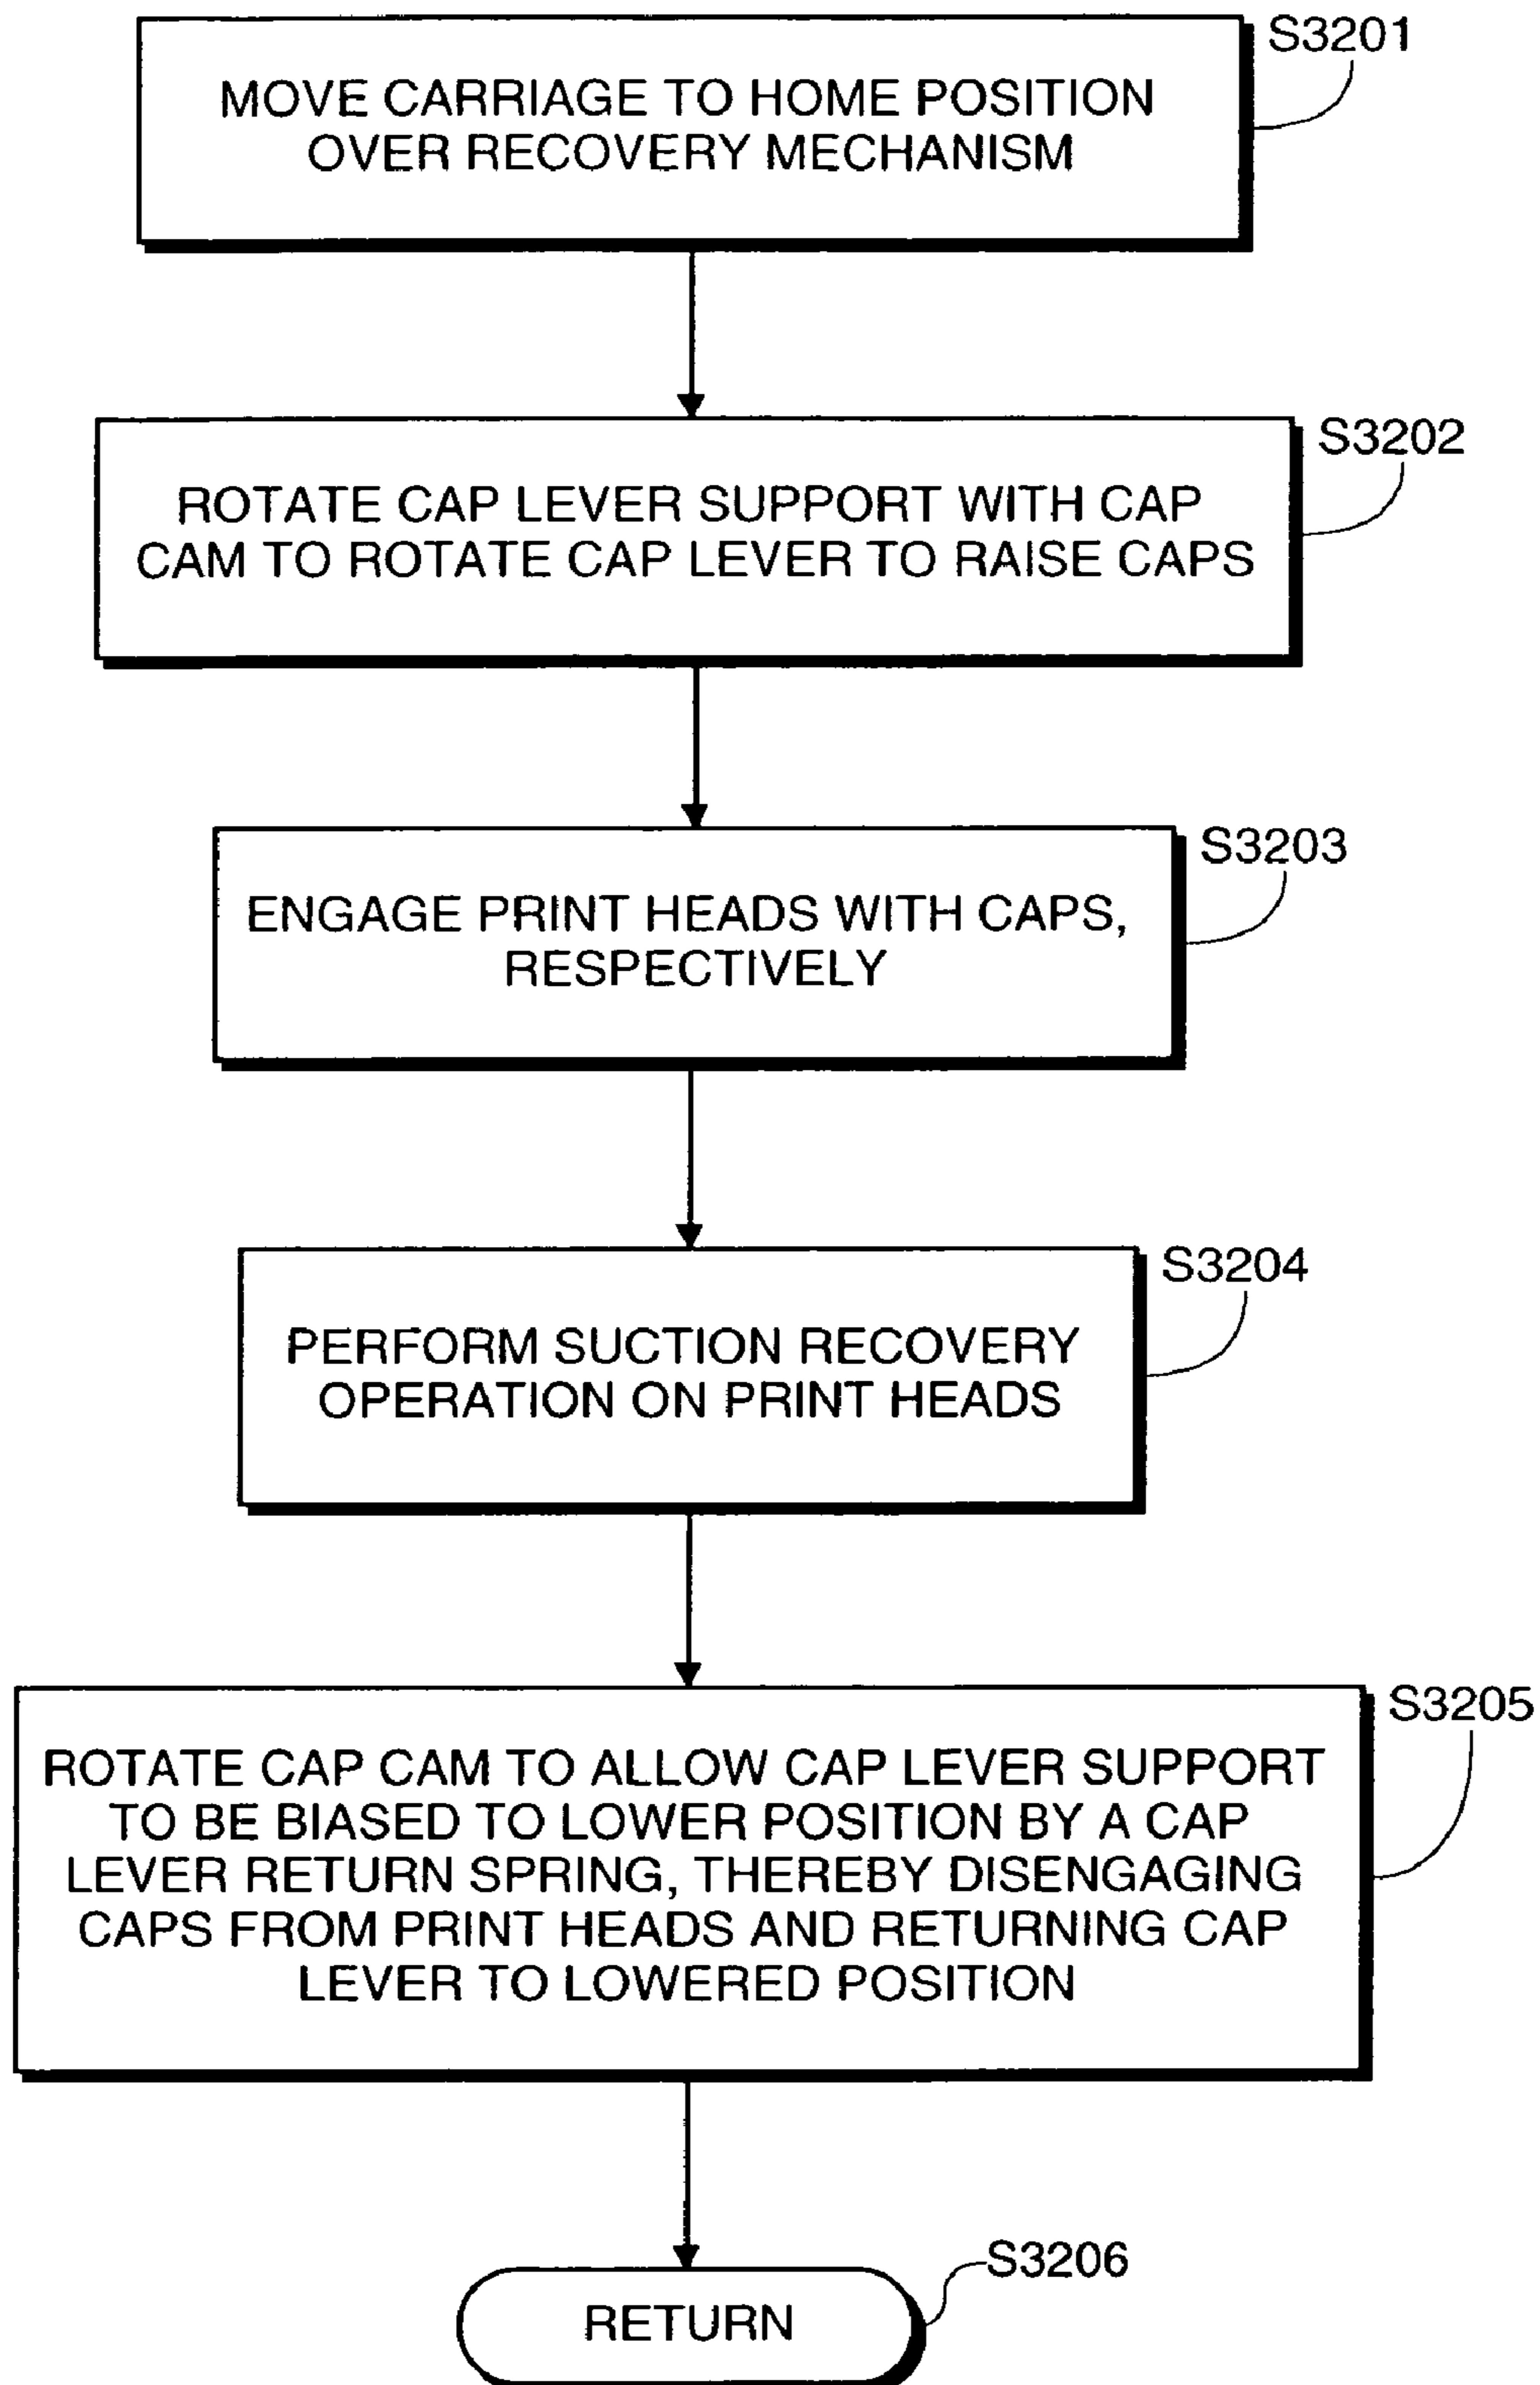 S3201
MOVE CARRIAGE TO HOME POSITION
OVER RECOVERY MECHANISM
S3202
ROTATE CAP LEVER SUPPORT WITH CAP
CAM TO ROTATE CAP LEVER TO RAISE CAPS
S3203
ENGAGE PRINT HEADS WITH CAPS,
RESPECTIVELY
S3204
PERFORM SUCTION RECOVERY
OPERATION ON PRINT HEADS
S3205
ROTATE CAP CAM TO ALLOW CAP LEVER SUPPORT
TO BE BIASED TO LOWER POSITION BY A CAP
LEVER RETURN SPRING, THEREBY DISENGAGING
CAPS FROM PRINT HEADS AND RETURNING CAP
LEVER TO LOWERED POSITION
S3206
RETURN